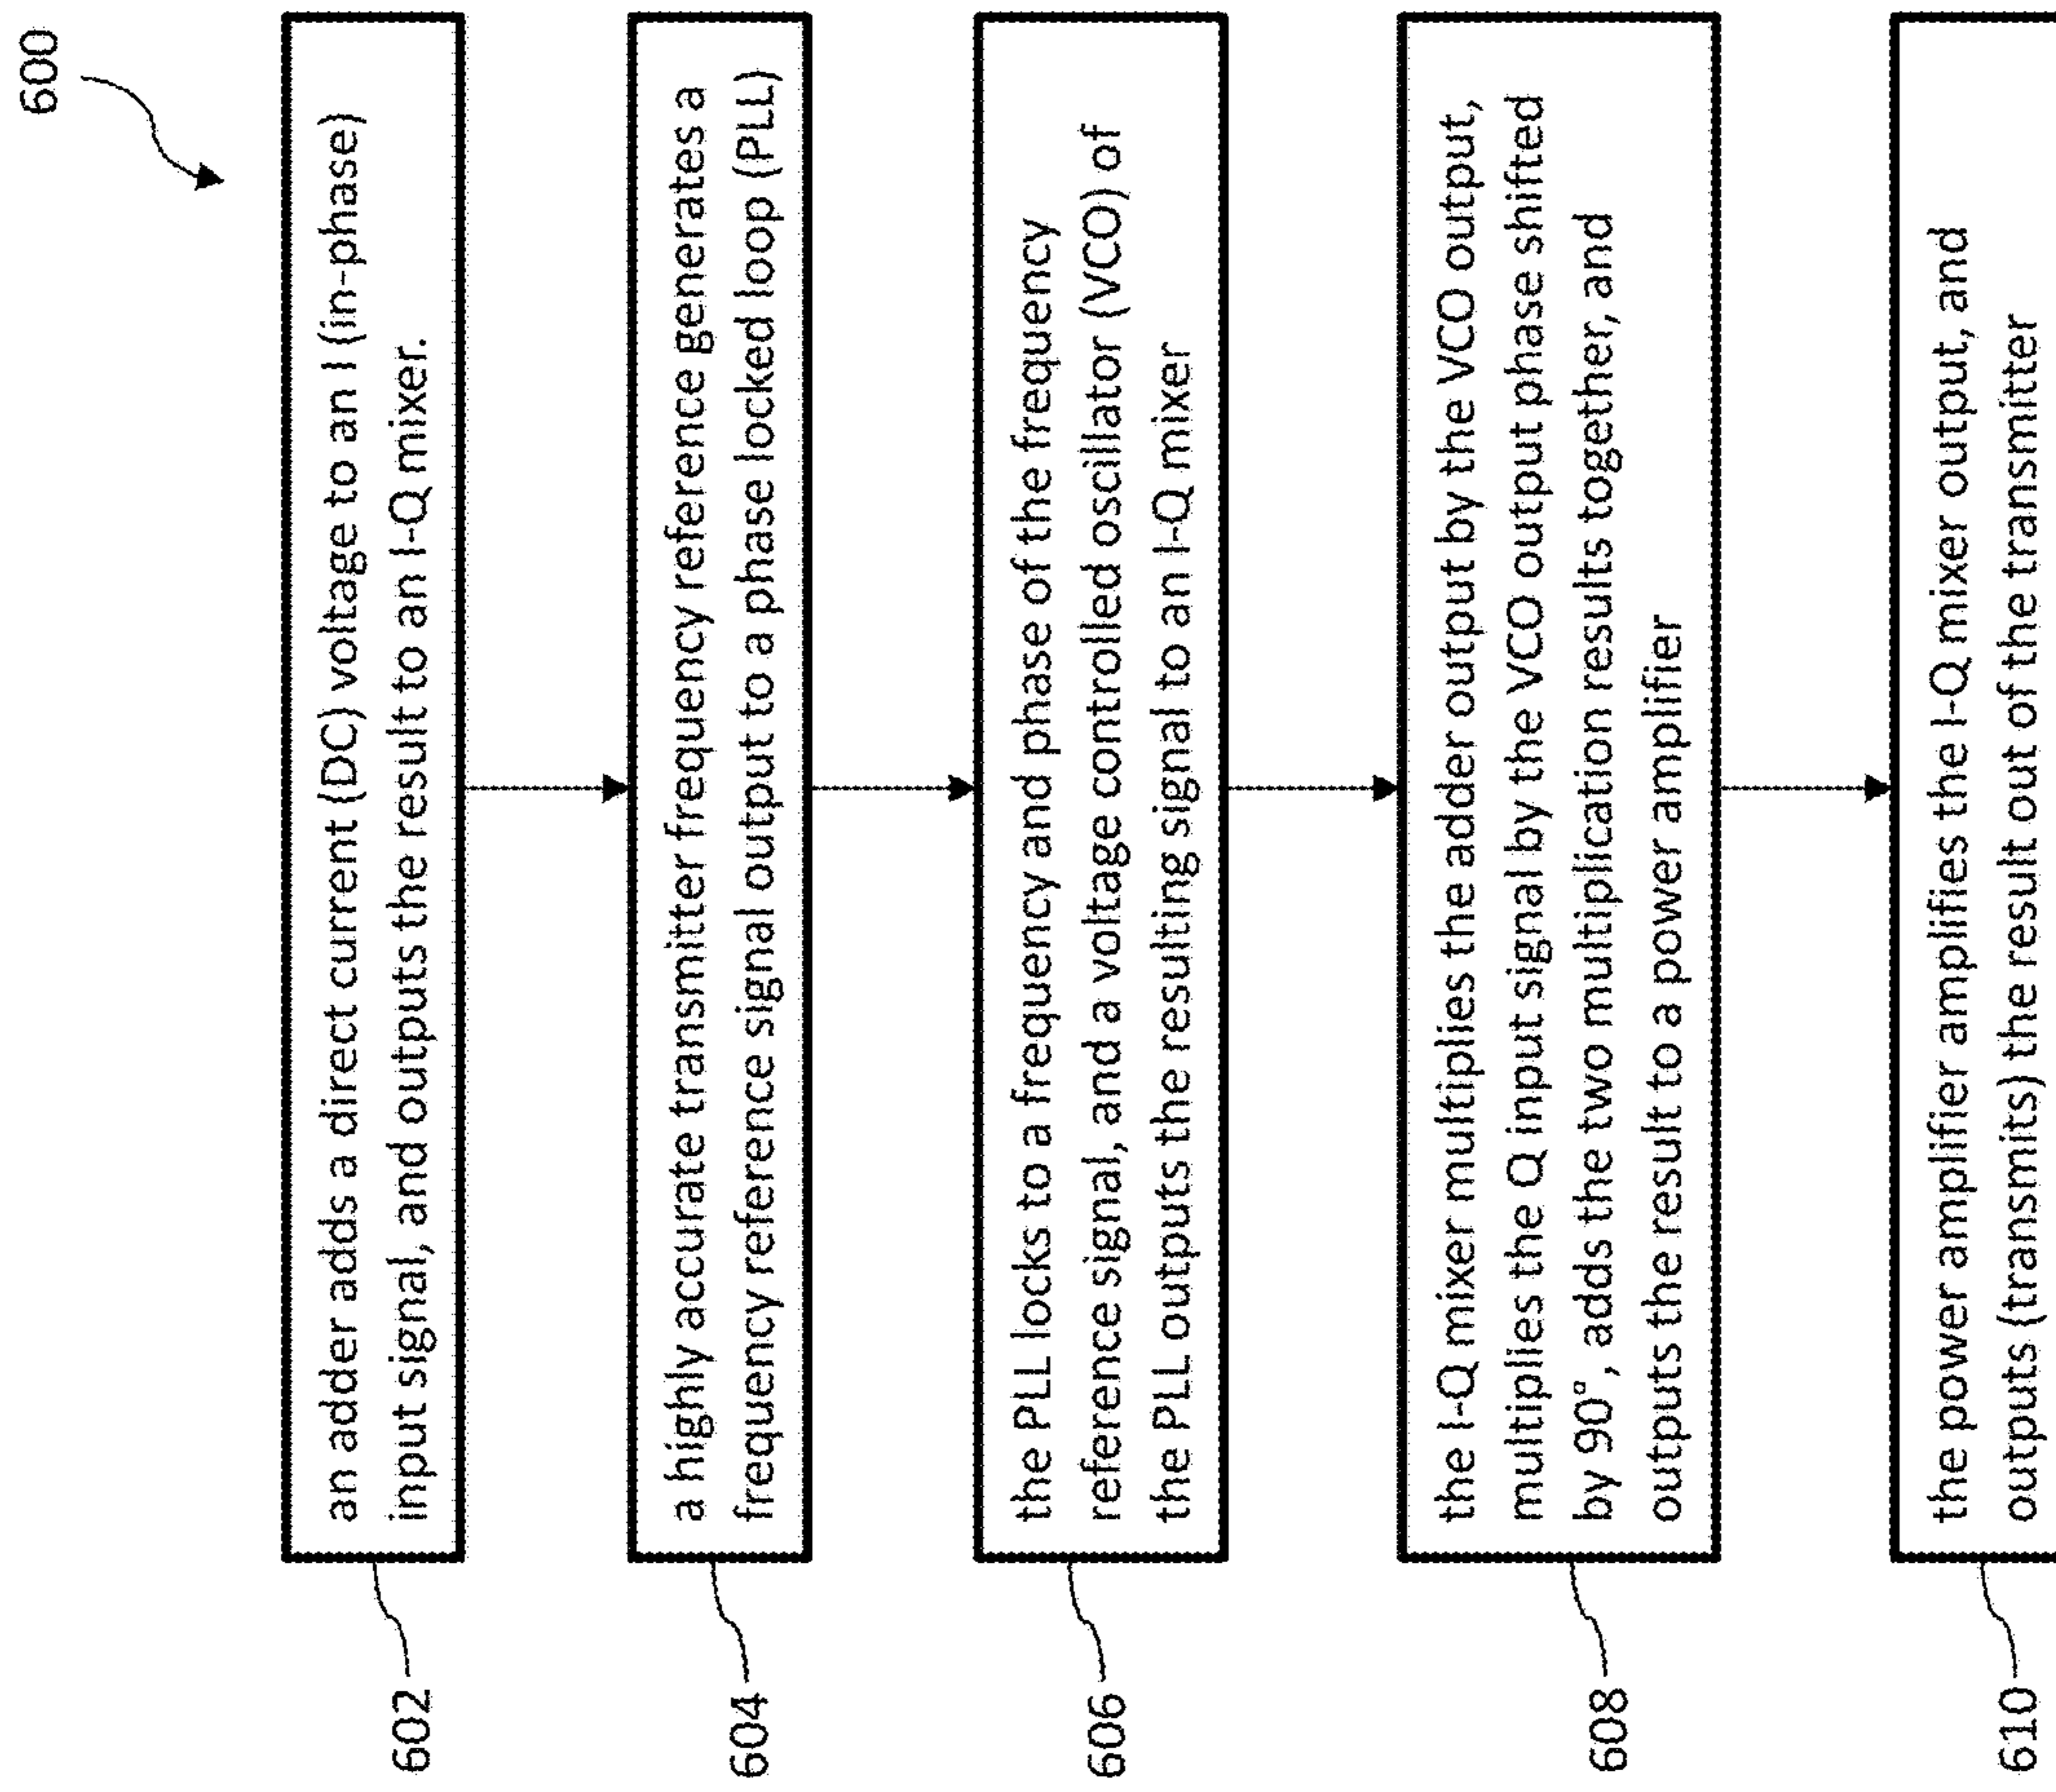 600
602
an adder adds a direct current (DC) voltage to an I (in-phase)
input signal, and outputs the result to an I-Q mixer.
604
a highly accurate transmitter frequency reference generates a
frequency reference signal output to a phase locked loop (PLL)
606
the PLL locks to a frequency and phase of the frequency
reference signal, and a voltage controlled oscillator (VCO) of
the PLL outputs the resulting signal to an I-Q mixer
608
the I-Q mixer multiplies the adder output by the VCO output,
multiplies the Q input signal by the VCO output phase shifted
by 90°, adds the two multiplication results together, and
outputs the result to a power amplifier
610
the power amplifier amplifies the I-Q mixer output, and
outputs (transmits) the result out of the transmitter